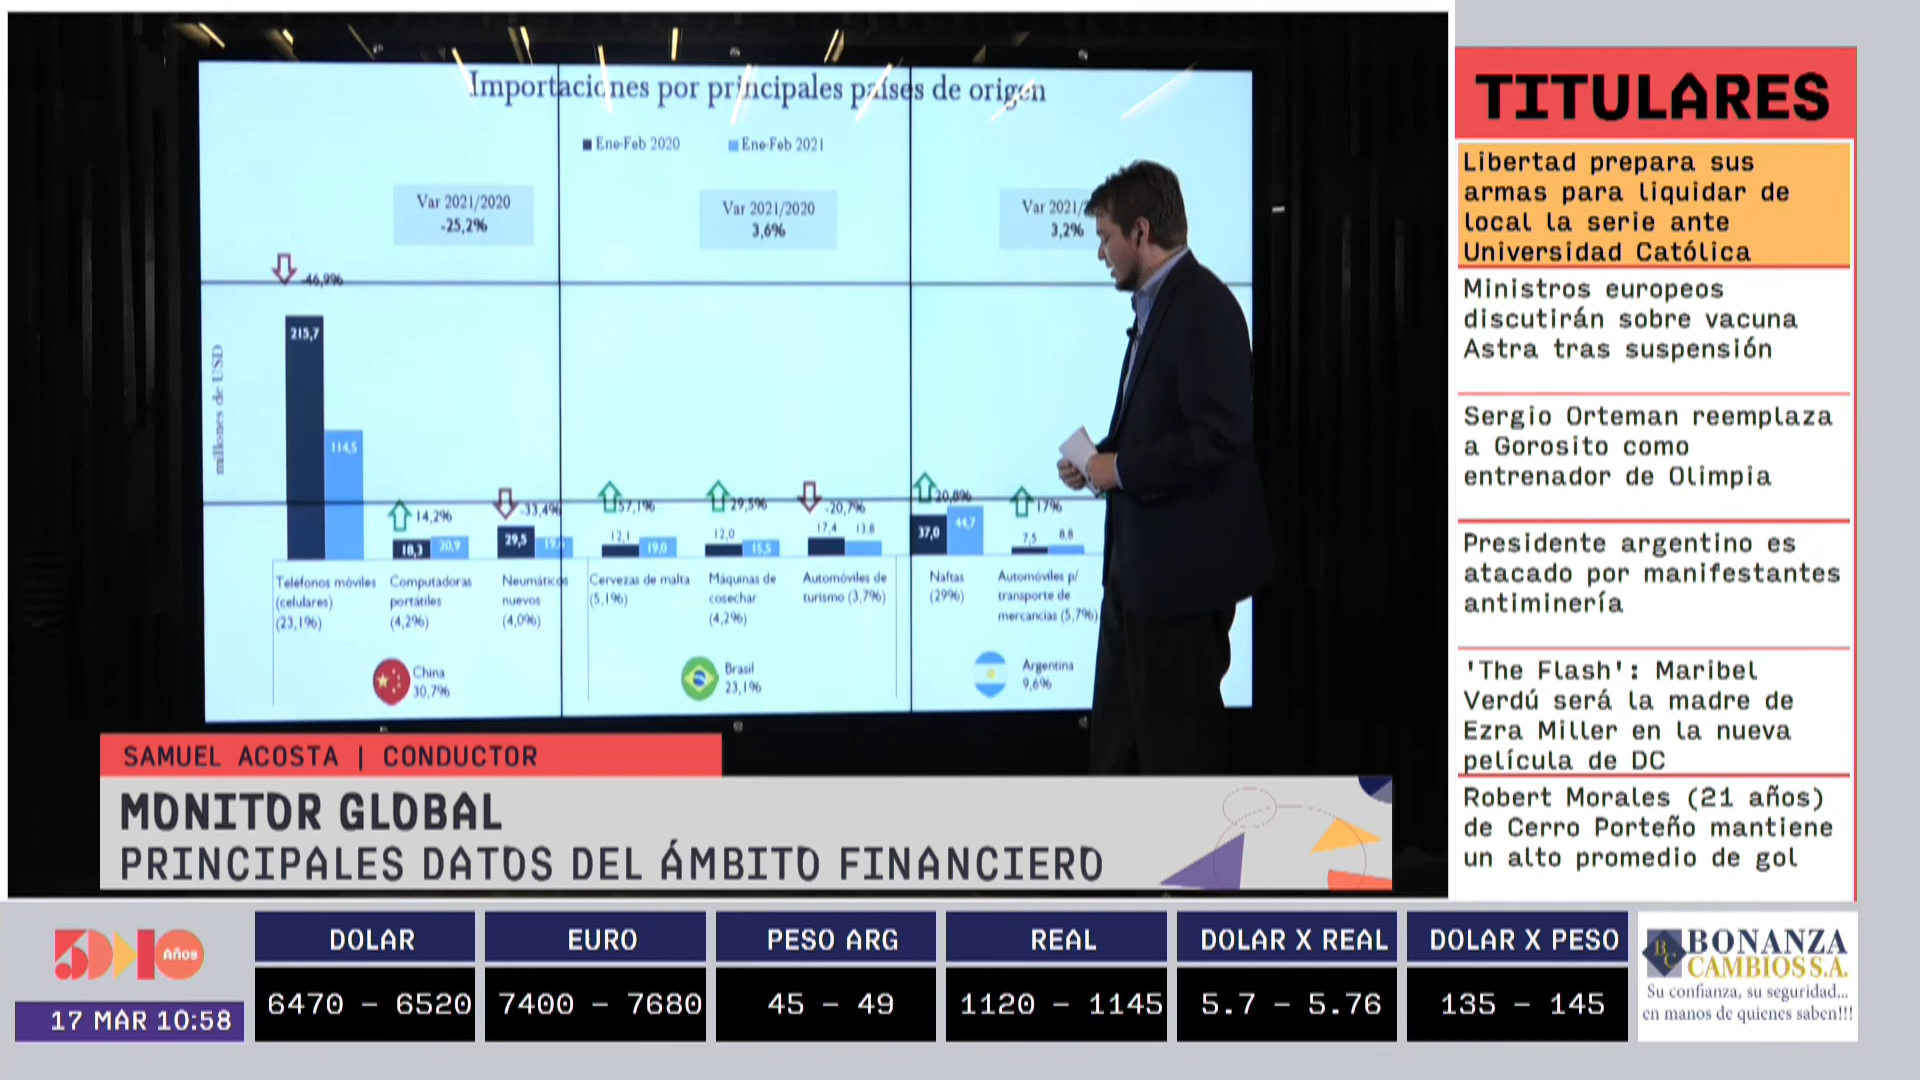 Importaciones por principales países de origen
Ene-Feb 2020
Ene-Feb 2021
Var 2021/2020
-25,2%
Var 2021/2020
3,6%
Var 2021/2
3,2%
millones de USD
-46,9%
215,7
114,5
14,2%
18,3
20,9
-33,4%
29,5
57,1%
12,1
19,0
29,5%
12,0
15,5
-20,7%
17,4
13,8
20,8%
37,0
44,7
17%
7,5
8,8
Teléfonos móviles
(celulares)
(23,1%)
Computadoras
portátiles
(4,2%)
Neumáticos
nuevos
(4,0%)
Cervezas de malta
(5,1%)
Máquinas de
cosechar
(4,2%)
Automóviles de
turismo (3,7%)
Naftas
(29%)
Automóviles p/
transporte de
mercancías (5,7%)
China
30,7%
Brasil
23,1%
Argentina
9,6%
SAMUEL ACOSTA | CONDUCTOR
MONITOR GLOBAL
PRINCIPALES DATOS DEL ÁMBITO FINANCIERO
TITULARES
Libertad prepara sus
armas para liquidar de
local la serie ante
Universidad Católica
Ministros europeos
discutirán sobre vacuna
Astra tras suspensión
Sergio Orteman reemplaza
a Gorosito como
entrenador de Olimpia
Presidente argentino es
atacado por manifestantes
antiminería
'The Flash': Maribel
Verdú será la madre de
Ezra Miller en la nueva
película de DC
Robert Morales (21 años)
de Cerro Porteño mantiene
un alto promedio de gol
5DÍAS
10 Años
17 MAR 10:58
DOLAR
6470 - 6520
EURO
7400 - 7680
PESO ARG
45 - 49
REAL
1120 - 1145
DOLAR X REAL
5.7 - 5.76
DOLAR X PESO
135 - 145
BC
BONANZA
CAMBIOS S.A.
Su confianza, su seguridad...
en manos de quienes saben!!!